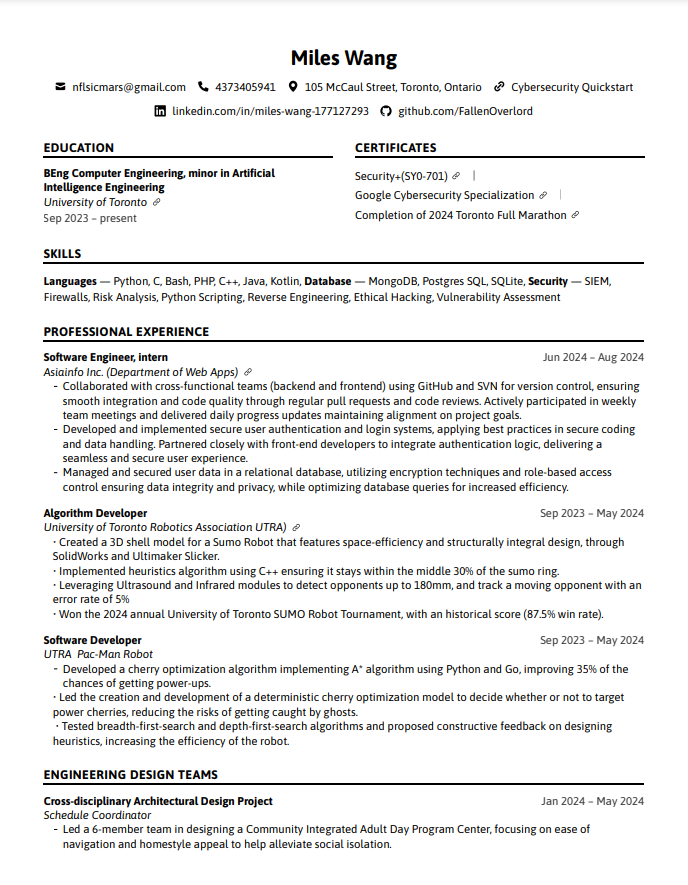 Miles Wang
nflsicmars@gmail.com 4373405941 105 McCaul Street, Toronto, Ontario Cybersecurity Quickstart
linkedin.com/in/miles-wang-177127293 github.com/FallenOverlord
EDUCATION
BEng Computer Engineering, minor in Artificial
Intelligence Engineering
University of Toronto
Sep 2023 – present
CERTIFICATES
Security+(SY0-701) |
Google Cybersecurity Specialization |
Completion of 2024 Toronto Full Marathon
SKILLS
Languages — Python, C, Bash, PHP, C++, Java, Kotlin, Database — MongoDB, Postgres SQL, SQLite, Security — SIEM,
Firewalls, Risk Analysis, Python Scripting, Reverse Engineering, Ethical Hacking, Vulnerability Assessment
PROFESSIONAL EXPERIENCE
Software Engineer, intern Jun 2024 – Aug 2024
Asiainfo Inc. (Department of Web Apps)
- Collaborated with cross-functional teams (backend and frontend) using GitHub and SVN for version control, ensuring
smooth integration and code quality through regular pull requests and code reviews. Actively participated in weekly
team meetings and delivered daily progress updates maintaining alignment on project goals.
- Developed and implemented secure user authentication and login systems, applying best practices in secure coding
and data handling. Partnered closely with front-end developers to integrate authentication logic, delivering a
seamless and secure user experience.
- Managed and secured user data in a relational database, utilizing encryption techniques and role-based access
control ensuring data integrity and privacy, while optimizing database queries for increased efficiency.
Algorithm Developer Sep 2023 – May 2024
University of Toronto Robotics Association UTRA)
· Created a 3D shell model for a Sumo Robot that features space-efficiency and structurally integral design, through
SolidWorks and Ultimaker Slicker.
· Implemented heuristics algorithm using C++ ensuring it stays within the middle 30% of the sumo ring.
· Leveraging Ultrasound and Infrared modules to detect opponents up to 180mm, and track a moving opponent with an
error rate of 5%
· Won the 2024 annual University of Toronto SUMO Robot Tournament, with an historical score (87.5% win rate).
Software Developer Sep 2023 – May 2024
UTRA Pac-Man Robot
- Developed a cherry optimization algorithm implementing A* algorithm using Python and Go, improving 35% of the
chances of getting power-ups.
· Led the creation and development of a deterministic cherry optimization model to decide whether or not to target
power cherries, reducing the risks of getting caught by ghosts.
· Tested breadth-first-search and depth-first-search algorithms and proposed constructive feedback on designing
heuristics, increasing the efficiency of the robot.
ENGINEERING DESIGN TEAMS
Cross-disciplinary Architectural Design Project Jan 2024 – May 2024
Schedule Coordinator
- Led a 6-member team in designing a Community Integrated Adult Day Program Center, focusing on ease of
navigation and homestyle appeal to help alleviate social isolation.